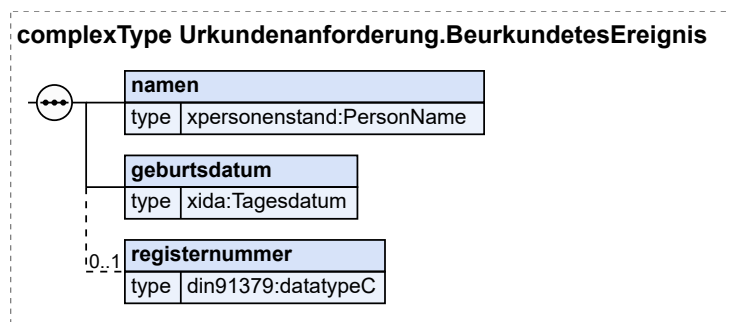 complexType Urkundenanforderung.BeurkundetesEreignis
namen
type xpersonenstand:PersonName
geburtsdatum
type xida:Tagesdatum
0..1 registernummer
type din91379:datatypeC